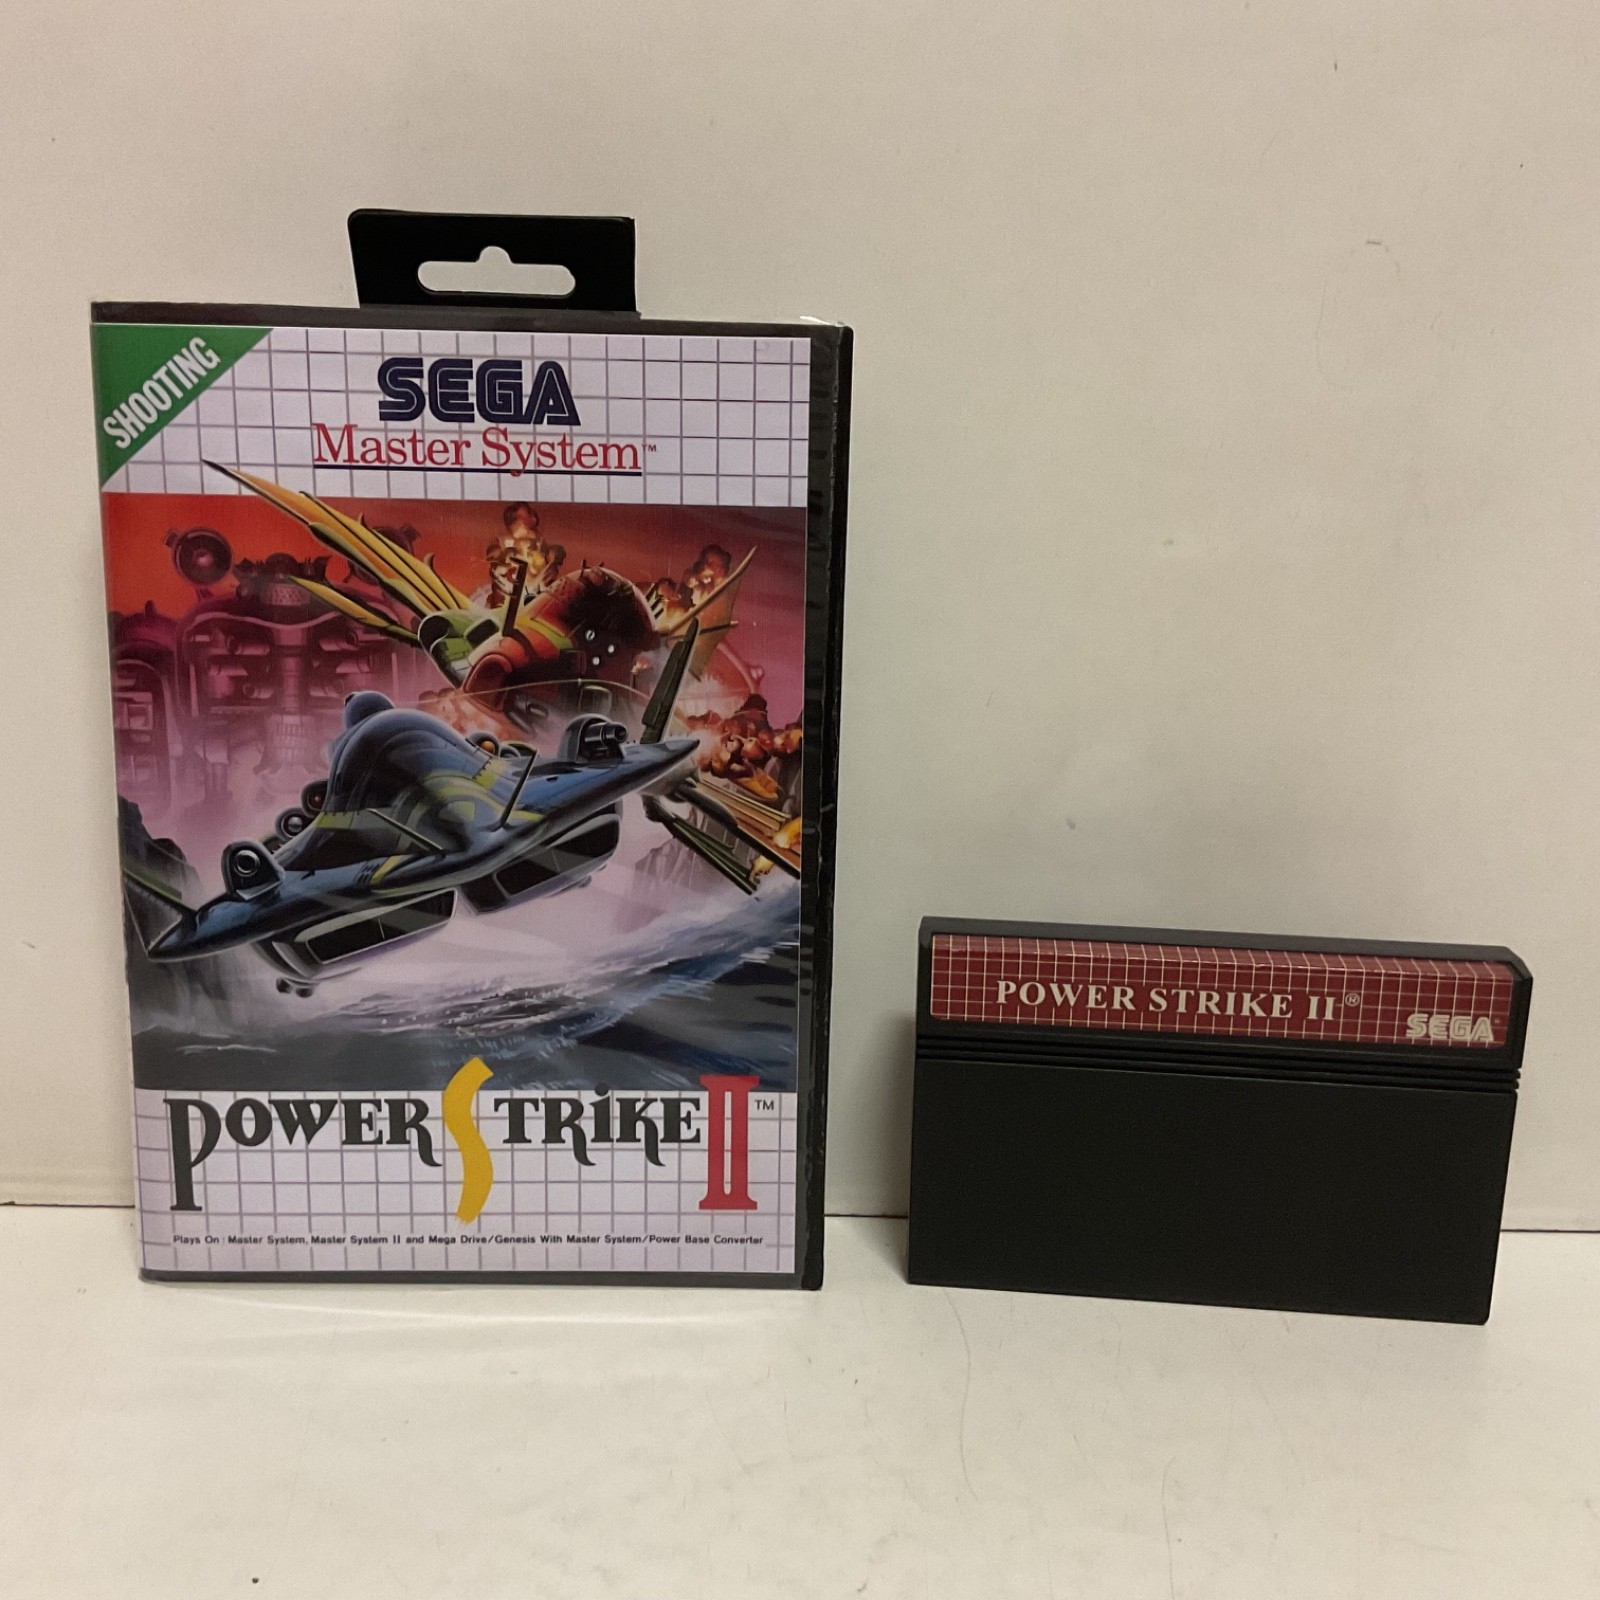 SHOOTING
SEGA
Master System™
POWER STRIKE II™
Plays On : Master System, Master System II and Mega Drive/Genesis With Master System/Power Base Converter
POWER STRIKE II®
SEGA